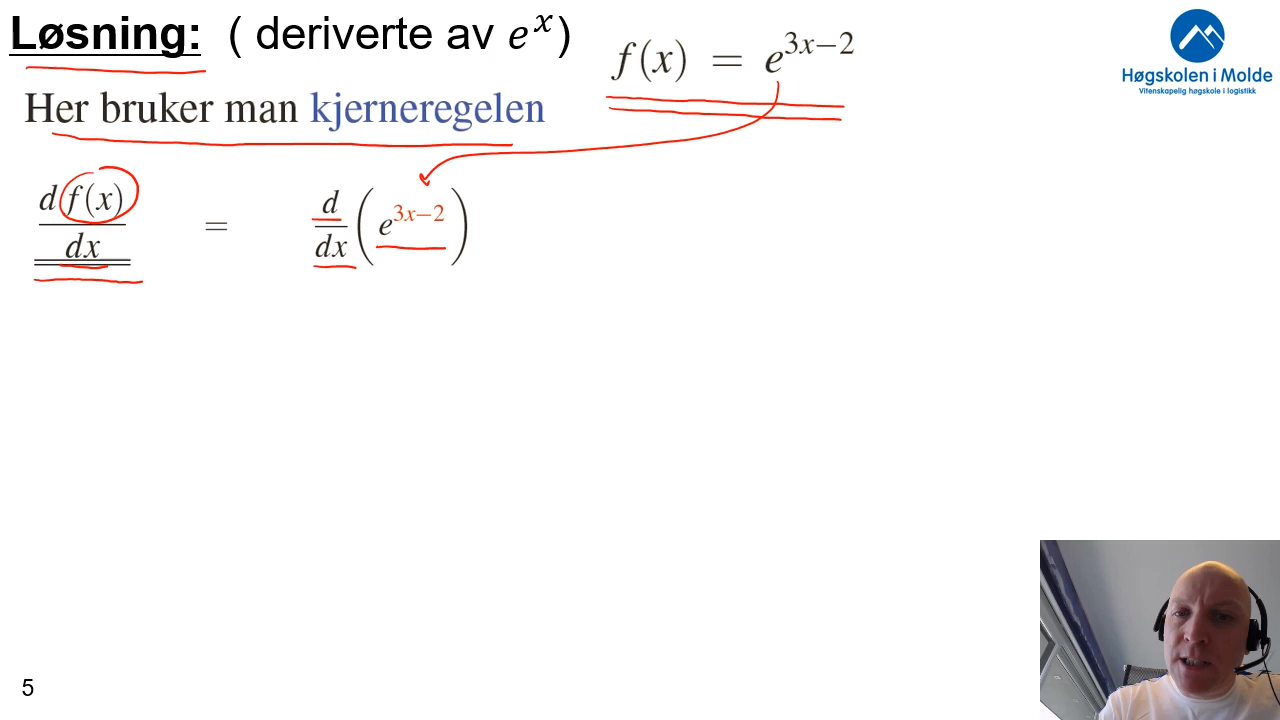 Løsning: ( deriverte av e^x)
f(x) = e^{3x−2}
Høgskolen i Molde
Vitenskapelig høgskole i logistikk
Her bruker man kjerneregelen
d f(x)/dx = d/dx (e^{3x−2})
5